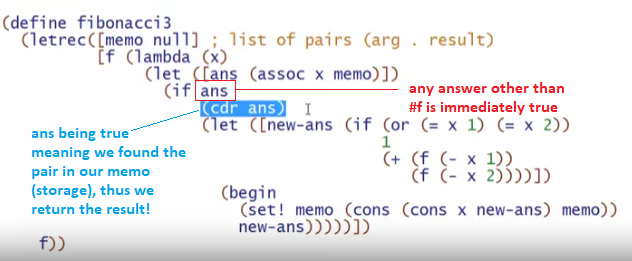 (define fibonacci3
(letrec([memo null] ; list of pairs (arg . result)
[f (lambda (x)
(let ([ans (assoc x memo)])
(if ans
any answer other than
#f is immediately true
(cdr ans)
(let ([new-ans (if (or (= x 1) (= x 2))
1
(+ (f (- x 1))
(f (- x 2))))])
ans being true
meaning we found the
pair in our memo
(storage), thus we
return the result!
(begin
(set! memo (cons (cons x new-ans) memo))
new-ans)))))])
f))